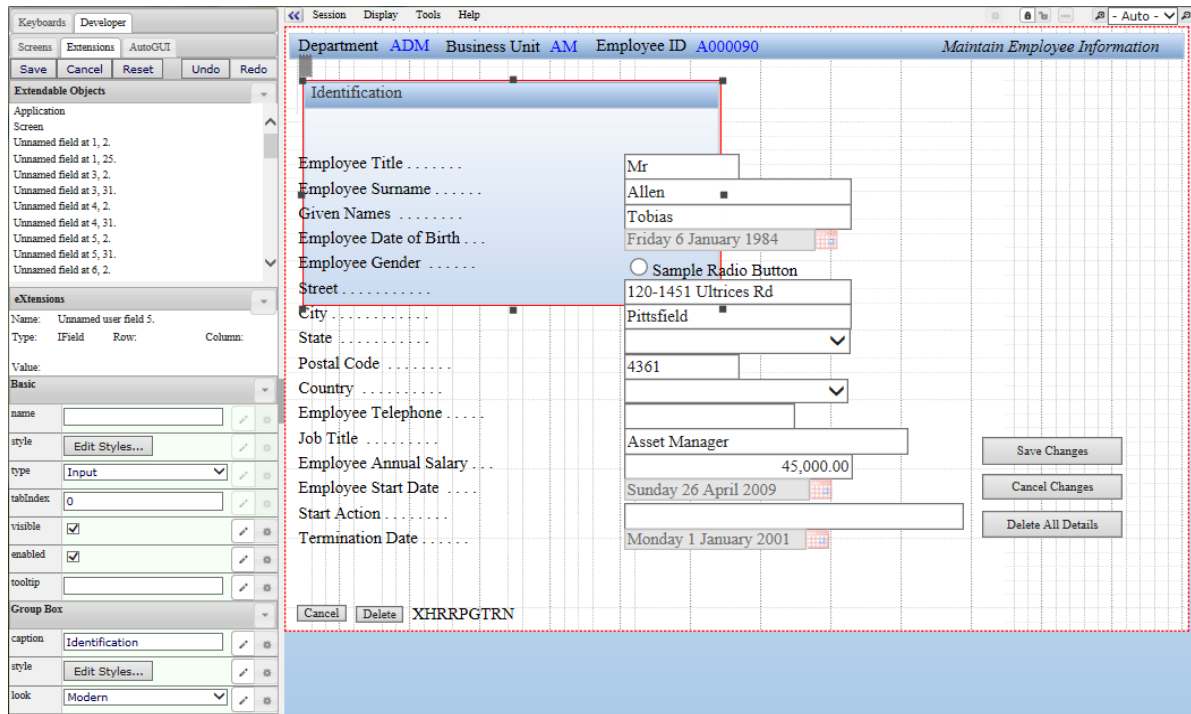 Keyboards Developer
Screens Extensions AutoGUI
Save Cancel Reset Undo Redo
Extendable Objects
Application
Screen
Unnamed field at 1, 2.
Unnamed field at 1, 25.
Unnamed field at 3, 2.
Unnamed field at 3, 31.
Unnamed field at 4, 2.
Unnamed field at 4, 31.
Unnamed field at 5, 2.
Unnamed field at 5, 31.
Unnamed field at 6, 2.
eXtensions
Name: Unnamed user field 5.
Type: IField Row: Column:
Value:
Basic
name
style Edit Styles...
type Input
tabIndex 0
visible
enabled
tooltip
Group Box
caption Identification
style Edit Styles...
look Modern
Session Display Tools Help
- Auto -
Department ADM Business Unit AM Employee ID A000090 Maintain Employee Information
Identification
Employee Title . . . . . . . Mr
Employee Surname . . . . . . Allen
Given Names . . . . . . . . Tobias
Employee Date of Birth . . . Friday 6 January 1984
Employee Gender . . . . . . Sample Radio Button
Street . . . . . . . . . . . 120-1451 Ultrices Rd
City . . . . . . . . . . . . Pittsfield
State . . . . . . . . . . .
Postal Code . . . . . . . . 4361
Country . . . . . . . . . .
Employee Telephone . . . . .
Job Title . . . . . . . . . Asset Manager
Employee Annual Salary . . . 45,000.00
Employee Start Date . . . . Sunday 26 April 2009
Start Action . . . . . . . .
Termination Date . . . . . . Monday 1 January 2001
Save Changes
Cancel Changes
Delete All Details
Cancel Delete XHRRPGTRN